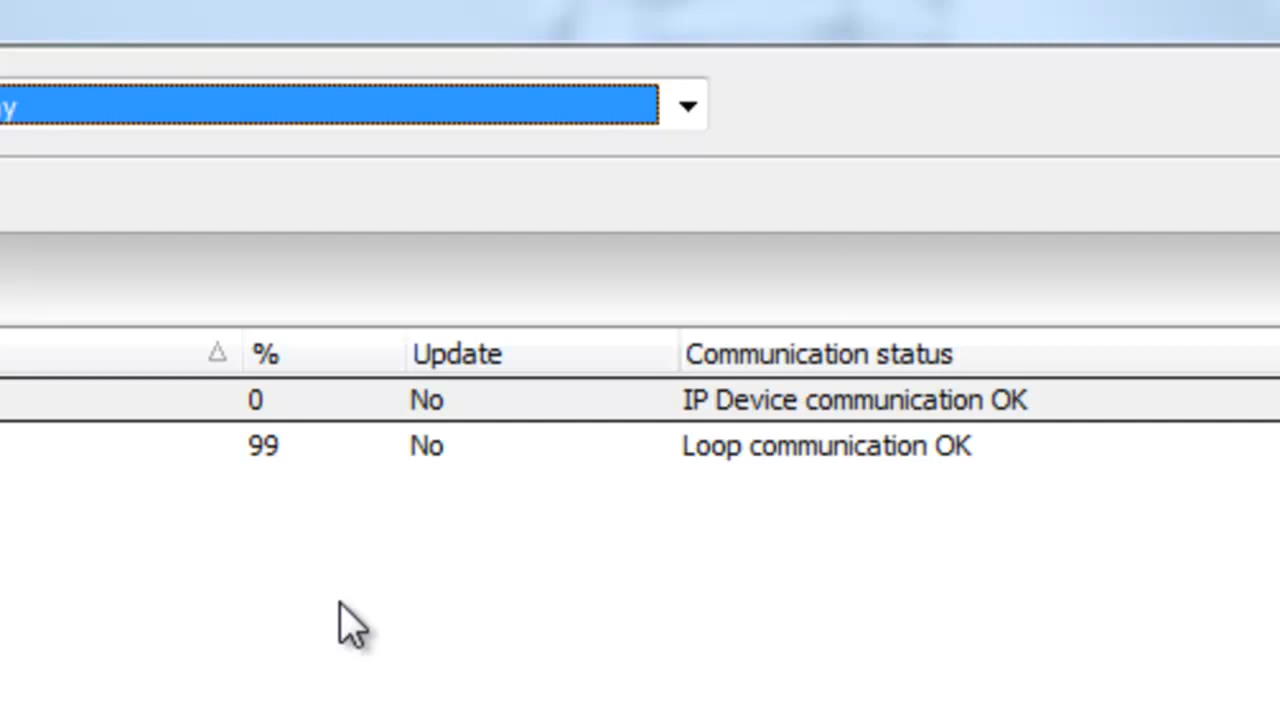 % Update Communication status
0 No IP Device communication OK
99 No Loop communication OK